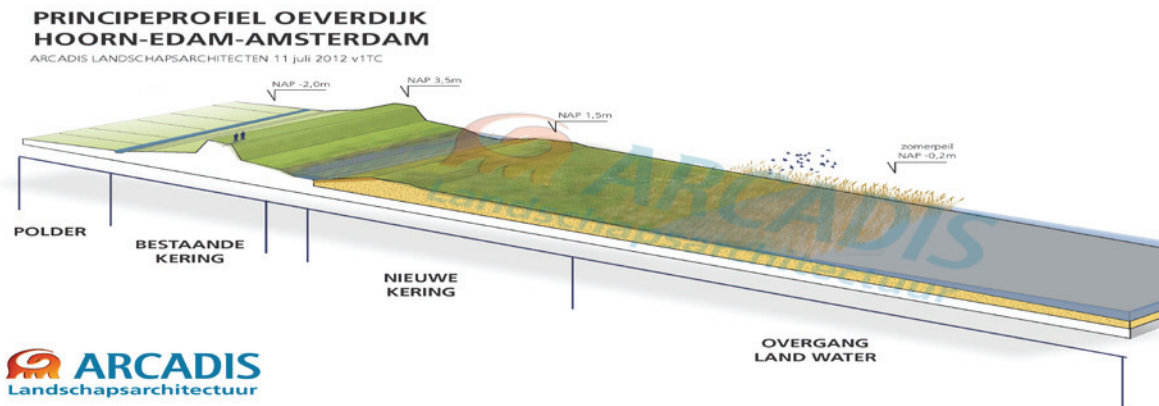 PRINCIPEPROFIEL OEVERDIJK
HOORN-EDAM-AMSTERDAM
ARCADIS LANDSCHAPSARCHITECTEN 11 juli 2012 v1TC
NAP -2,0m
NAP 3,5m
NAP 1,5m
zomerpeil
NAP -0,2m
ARCADIS
Landschapsarchitectuur
POLDER
BESTAANDE
KERING
NIEUWE
KERING
OVERGANG
LAND WATER
ARCADIS
Landschapsarchitectuur